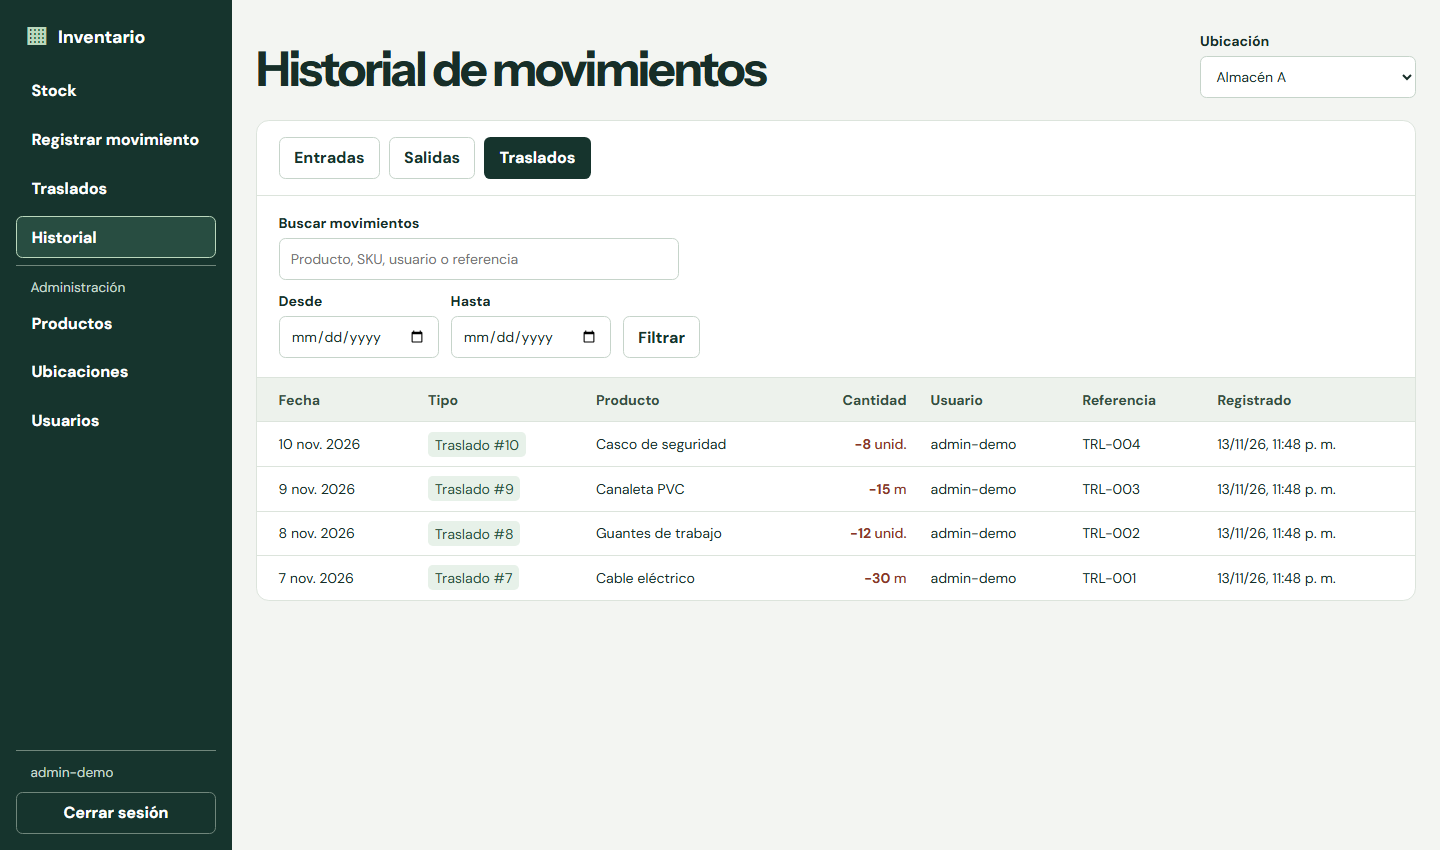 Inventario
Stock
Registrar movimiento
Traslados
Historial
Administración
Productos
Ubicaciones
Usuarios
admin-demo
Cerrar sesión
Historial de movimientos
Ubicación
Almacén A
Entradas Salidas Traslados
Buscar movimientos
Producto, SKU, usuario o referencia
Desde Hasta
mm/dd/yyyy mm/dd/yyyy Filtrar
Fecha Tipo Producto Cantidad Usuario Referencia Registrado
10 nov. 2026 Traslado #10 Casco de seguridad -8 unid. admin-demo TRL-004 13/11/26, 11:48 p. m.
9 nov. 2026 Traslado #9 Canaleta PVC -15 m admin-demo TRL-003 13/11/26, 11:48 p. m.
8 nov. 2026 Traslado #8 Guantes de trabajo -12 unid. admin-demo TRL-002 13/11/26, 11:48 p. m.
7 nov. 2026 Traslado #7 Cable eléctrico -30 m admin-demo TRL-001 13/11/26, 11:48 p. m.